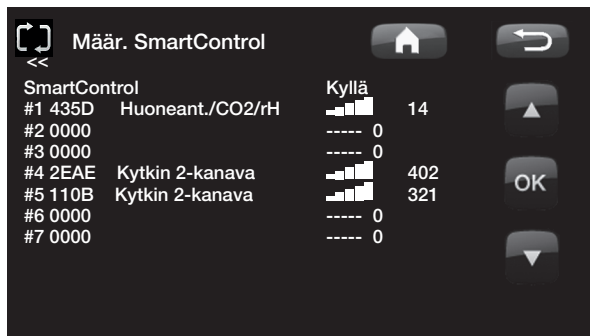 Määr. SmartControl
<<
SmartControl Kyllä
#1 435D Huoneant./CO2/rH 14
#2 0000 ----- 0
#3 0000 ----- 0
#4 2EAE Kytkin 2-kanava 402
#5 110B Kytkin 2-kanava 321
#6 0000 ----- 0
#7 0000 ----- 0
OK